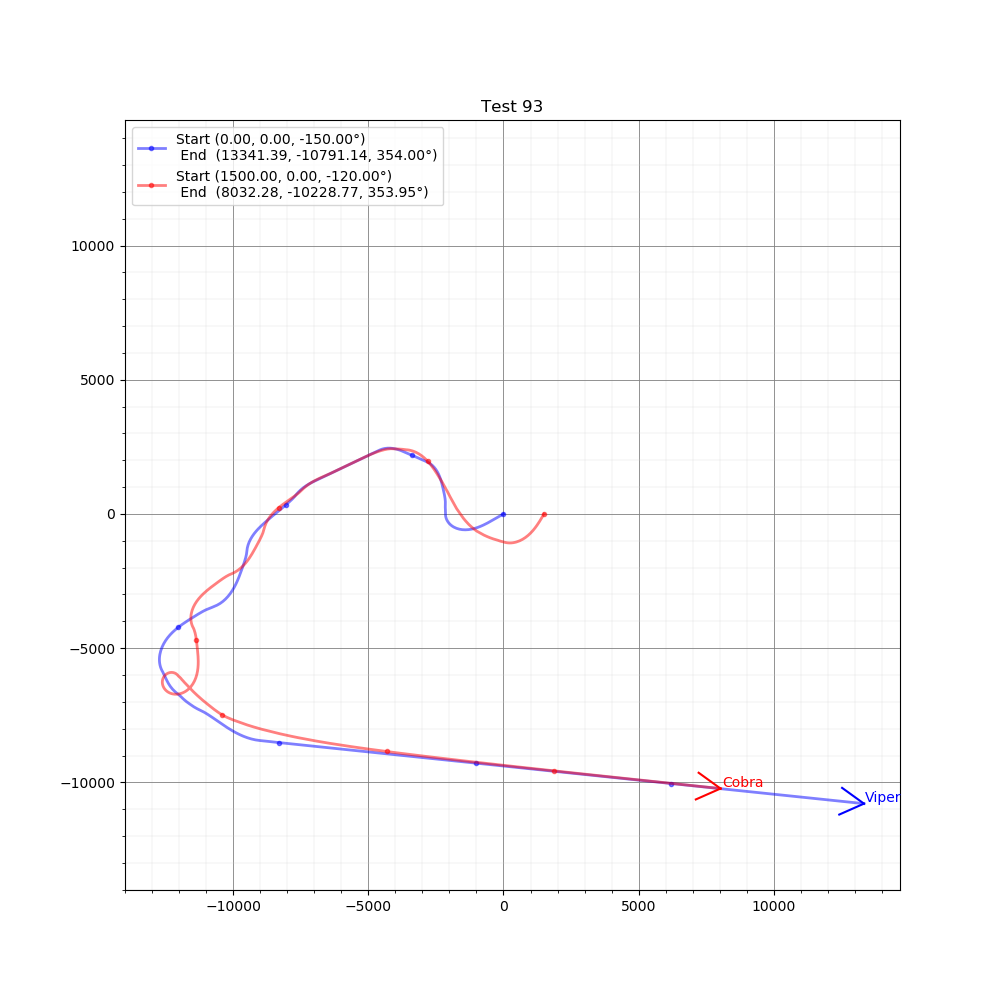 Test 93
Start (0.00, 0.00, -150.00°)
End (13341.39, -10791.14, 354.00°)
Start (1500.00, 0.00, -120.00°)
End (8032.28, -10228.77, 353.95°)
10000
5000
0
−5000
−10000
Cobra
Viper
−10000
−5000
0
5000
10000